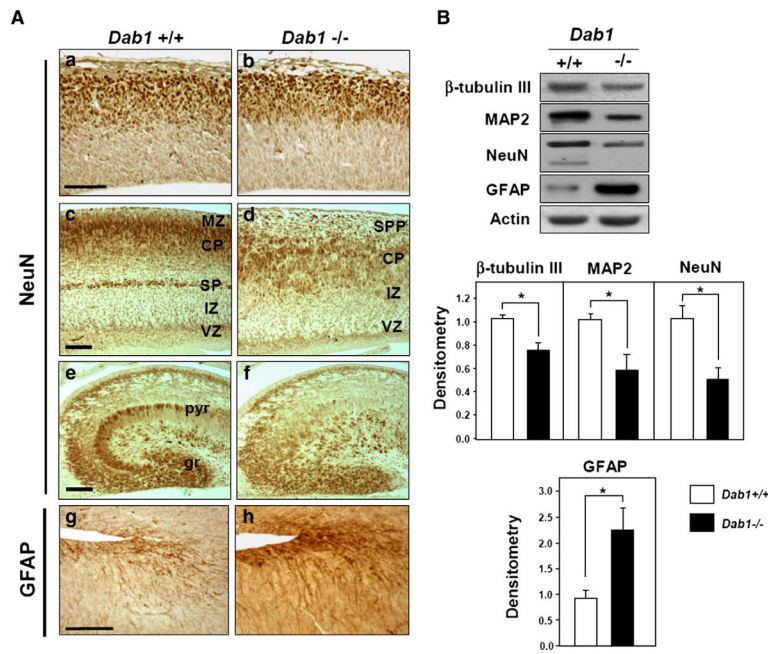 A
Dab1 +/+ Dab1 -/-
a b
c d
MZ SPP
CP CP
SP IZ
IZ
VZ VZ
e f
pyr
gr
NeuN
g h
GFAP
B
Dab1
+/+ -/-
β-tubulin III
MAP2
NeuN
GFAP
Actin
β-tubulin III MAP2 NeuN
* * *
1.2
1.0
0.8
0.6
0.4
0.2
0.0
Densitometry
GFAP
*
3.0
2.5
2.0
1.5
1.0
0.5
0.0
Densitometry
Dab1+/+
Dab1-/-